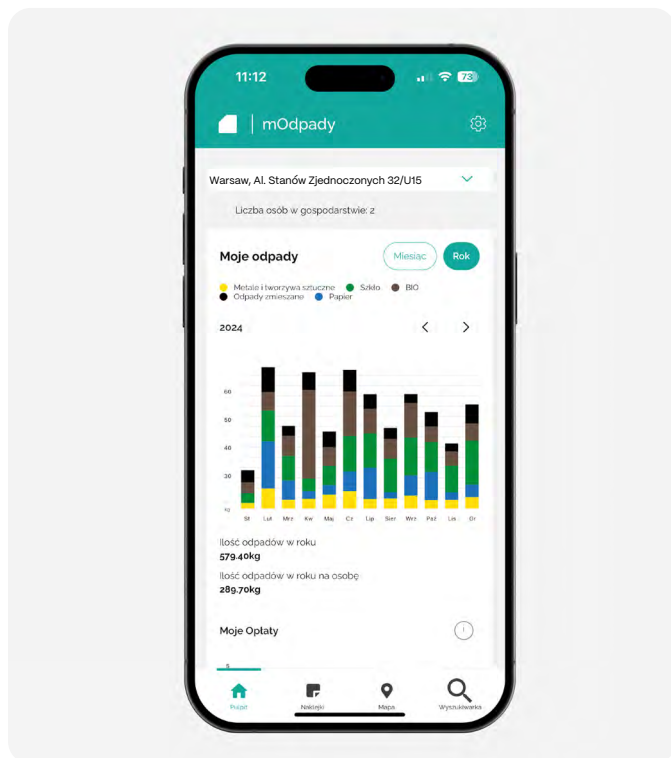 11:12
73
mOdpady
Warsaw, Al. Stanów Zjednoczonych 32/U15
Liczba osób w gospodarstwie: 2
Moje odpady
Miesiąc
Rok
Metale i tworzywa sztuczne Szkło BIO
Odpady zmieszane Papier
2024
60
50
40
30
St Lut Mrz Kw Maj Cz Lip Sier Wrz Paź Lis Gr
Ilość odpadów w roku
579.40kg
Ilość odpadów w roku na osobę
289.70kg
Moje Opłaty
Pulpit Naklejki Mapa Wyszukiwarka